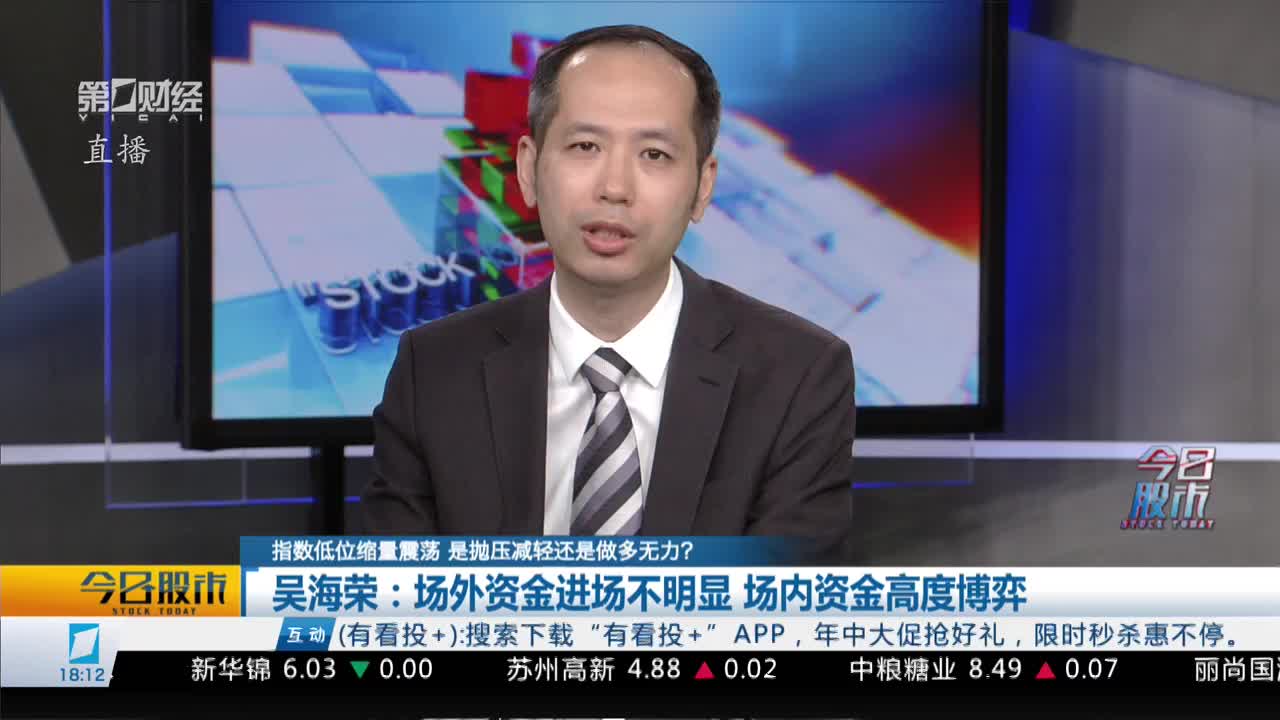 第一财经
YICAI
直播
"STOCK
今日
股市
STOCK TODAY
指数低位缩量震荡 是抛压减轻还是做多无力?
今日股市
STOCK TODAY
吴海荣：场外资金进场不明显 场内资金高度博弈
互动 (有看投+):搜索下载“有看投+”APP，年中大促抢好礼，限时秒杀惠不停。
18:12 新华锦 6.03 ▼ 0.00 苏州高新 4.88 ▲ 0.02 中粮糖业 8.49 ▲ 0.07 丽尚国